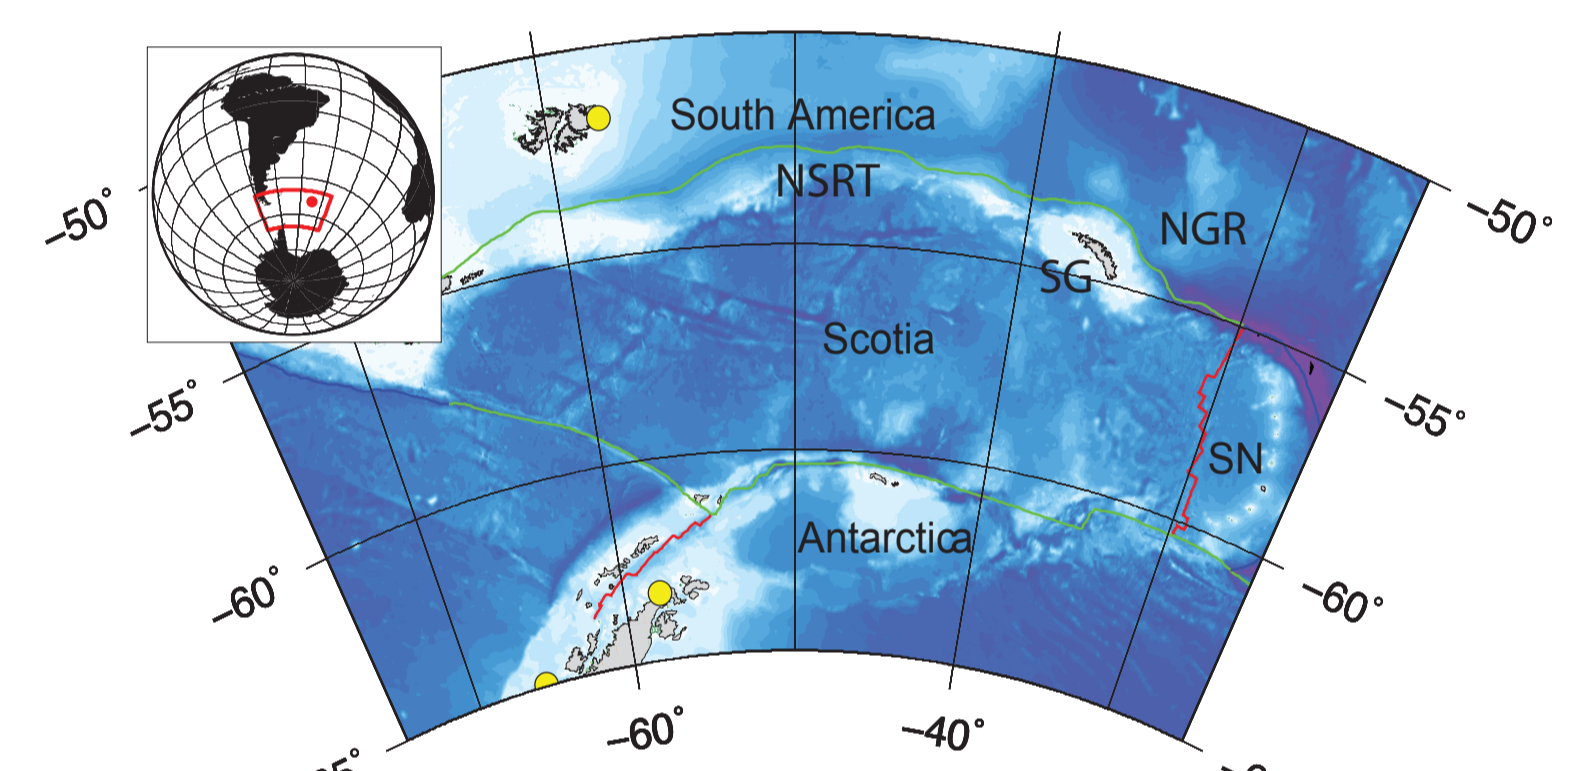 South America
NSRT
–50°
NGR
–50°
SG
Scotia
–55°
–55°
SN
Antarctica
–60°
–60°
–60°
–40°